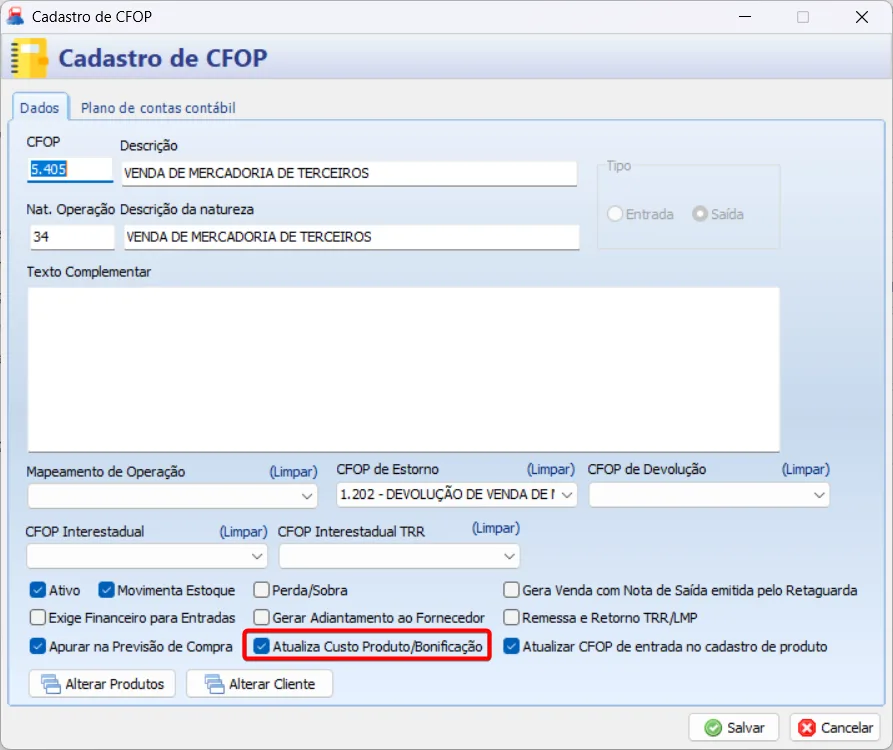 Cadastro de CFOP
Cadastro de CFOP
Dados Plano de contas contábil
CFOP Descrição
5.405 VENDA DE MERCADORIA DE TERCEIROS
Tipo
Entrada Saída
Nat. Operação Descrição da natureza
34 VENDA DE MERCADORIA DE TERCEIROS
Texto Complementar
Mapeamento de Operação (Limpar) CFOP de Estorno (Limpar) CFOP de Devolução (Limpar)
1.202 - DEVOLUÇÃO DE VENDA DE
CFOP Interestadual (Limpar) CFOP Interestadual TRR (Limpar)
Ativo Movimenta Estoque Perda/Sobra Gera Venda com Nota de Saída emitida pelo Retaguarda
Exige Financeiro para Entradas Gerar Adiantamento ao Fornecedor Remessa e Retorno TRR/LMP
Apurar na Previsão de Compra Atualiza Custo Produto/Bonificação Atualizar CFOP de entrada no cadastro de produto
Alterar Produtos Alterar Cliente
Salvar Cancelar